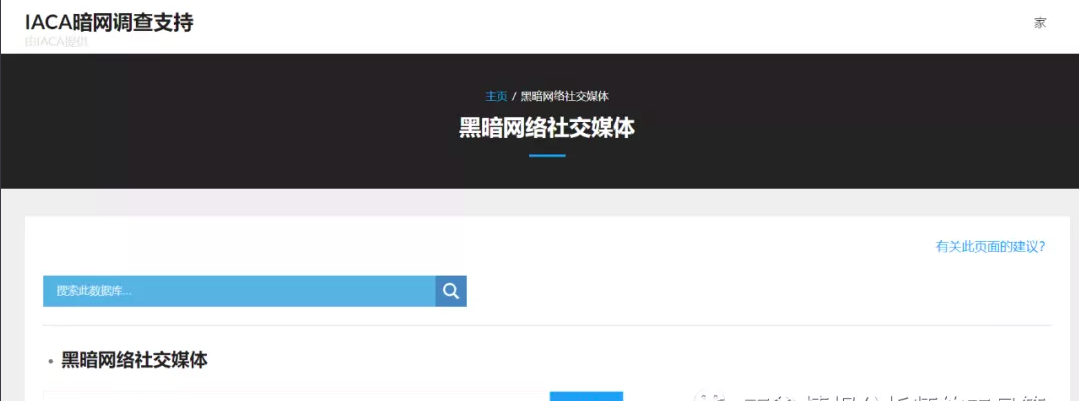 IACA暗网调查支持
由IACA提供
家
主页 / 黑暗网络社交媒体
黑暗网络社交媒体
有关此页面的建议?
搜索此数据库...
• 黑暗网络社交媒体